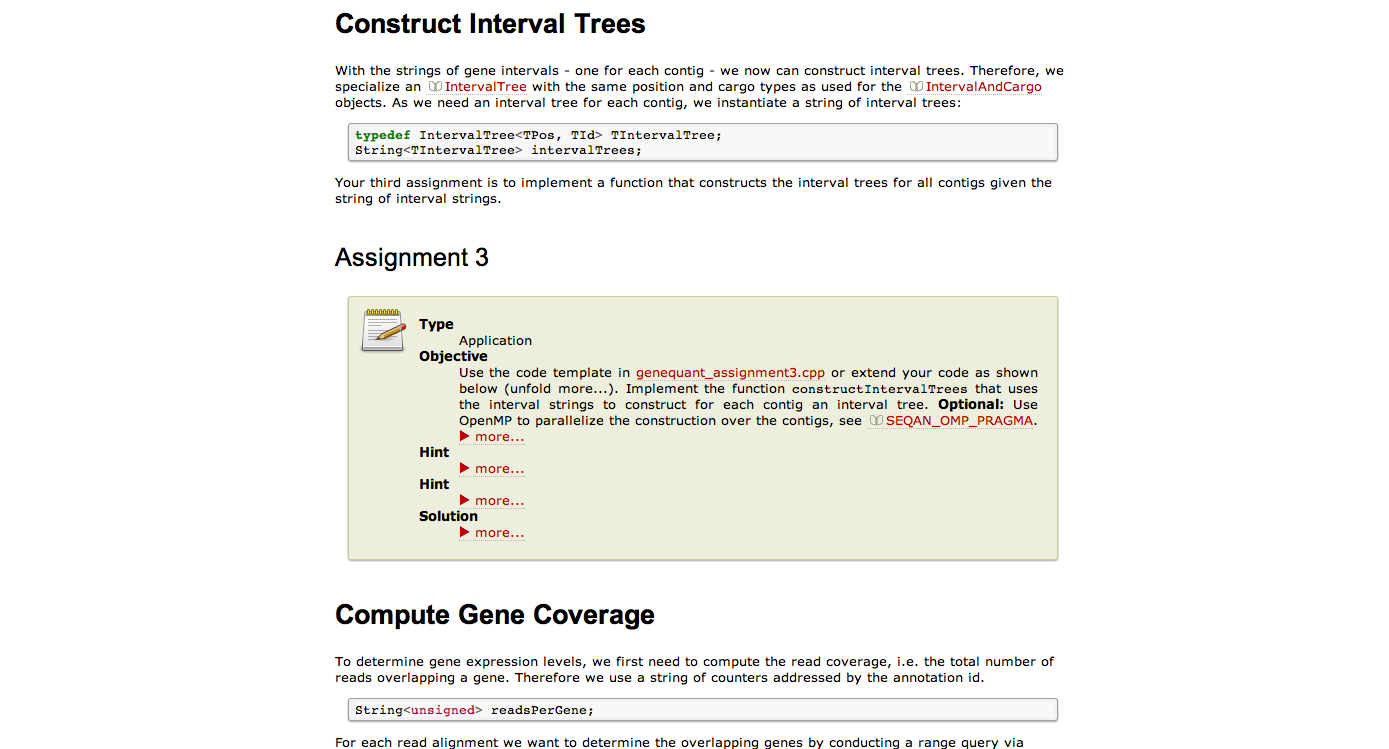 Construct Interval Trees
With the strings of gene intervals - one for each contig - we now can construct interval trees. Therefore, we
specialize an IntervalTree with the same position and cargo types as used for the IntervalAndCargo
objects. As we need an interval tree for each contig, we instantiate a string of interval trees:
typedef IntervalTree<TPos, TId> TIntervalTree;
String<TIntervalTree> intervalTrees;
Your third assignment is to implement a function that constructs the interval trees for all contigs given the
string of interval strings.
Assignment 3
Type
Application
Objective
Use the code template in genequant_assignment3.cpp or extend your code as shown
below (unfold more...). Implement the function constructIntervalTrees that uses
the interval strings to construct for each contig an interval tree. Optional: Use
OpenMP to parallelize the construction over the contigs, see SEQAN_OMP_PRAGMA.
more...
Hint
more...
Hint
more...
Solution
more...
Compute Gene Coverage
To determine gene expression levels, we first need to compute the read coverage, i.e. the total number of
reads overlapping a gene. Therefore we use a string of counters addressed by the annotation id.
String<unsigned> readsPerGene;
For each read alignment we want to determine the overlapping genes by conducting a range query via